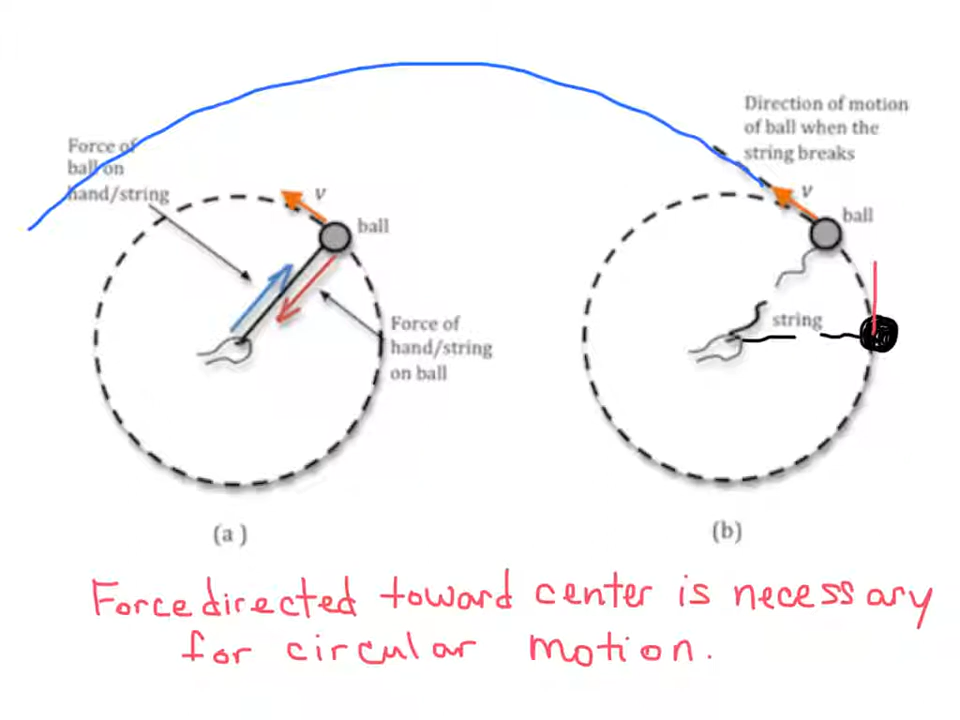 Direction of motion
of ball when the
string breaks
Force of
ball on
hand/string
v
ball
v
ball
string
Force of
hand/string
on ball
(a )
(b)
Force directed toward center is necessary
for circular motion.